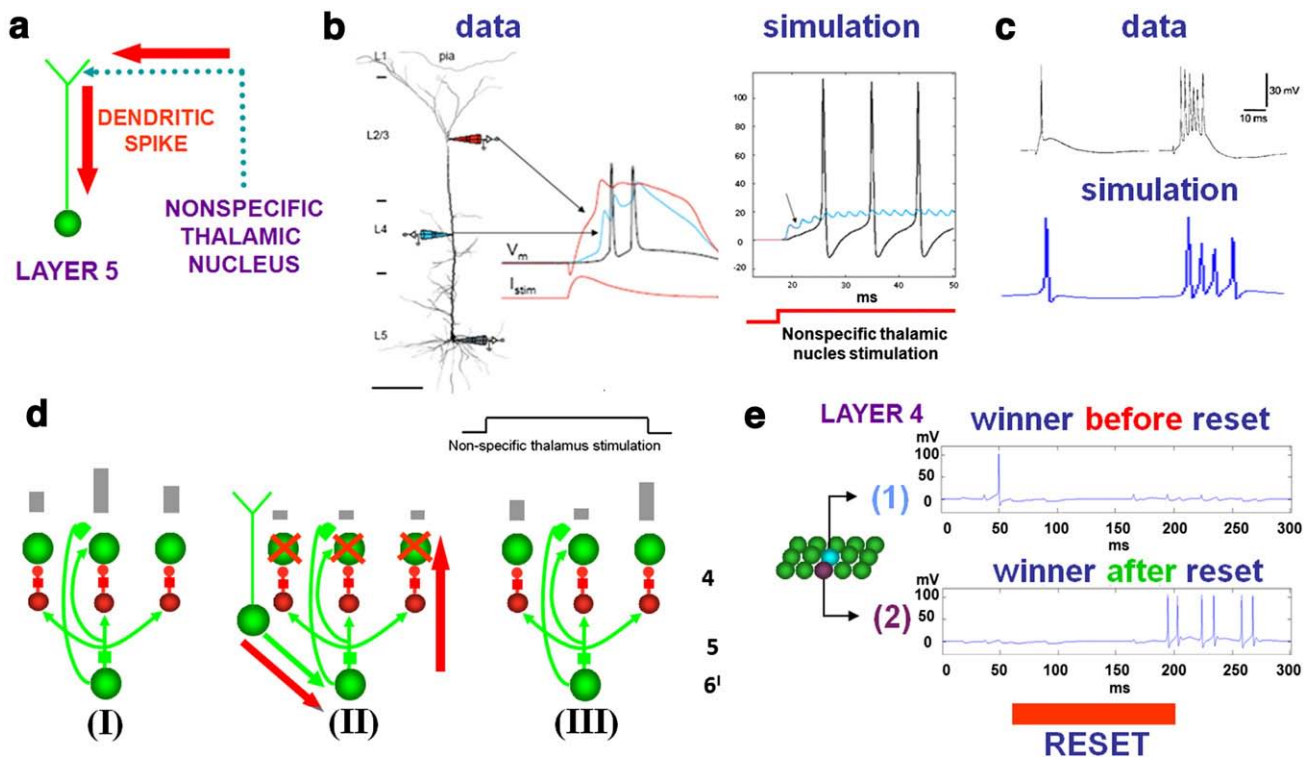 a
DENDRITIC
SPIKE
NONSPECIFIC
THALAMIC
NUCLEUS
LAYER 5
b
data
simulation
L1
pia
L2/3
L4
L5
Vm
Istim
100
80
60
40
20
0
-20
20 30 40 50
ms
Nonspecific thalamic
nucles stimulation
c
data
30 mV
10 ms
simulation
d
Non-specific thalamus stimulation
4
5
6I
(I)
(II)
(III)
e
LAYER 4
winner before reset
mV
100
50
0
0 50 100 150 200 250 300
ms
(1)
winner after reset
mV
100
50
0
0 50 100 150 200 250 300
ms
(2)
RESET